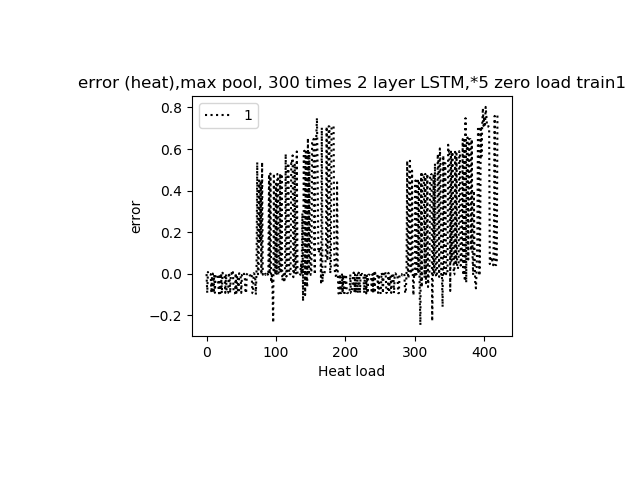 error (heat),max pool, 300 times 2 layer LSTM,*5 zero load train1
1
error
0.8
0.6
0.4
0.2
0.0
−0.2
0 100 200 300 400
Heat load